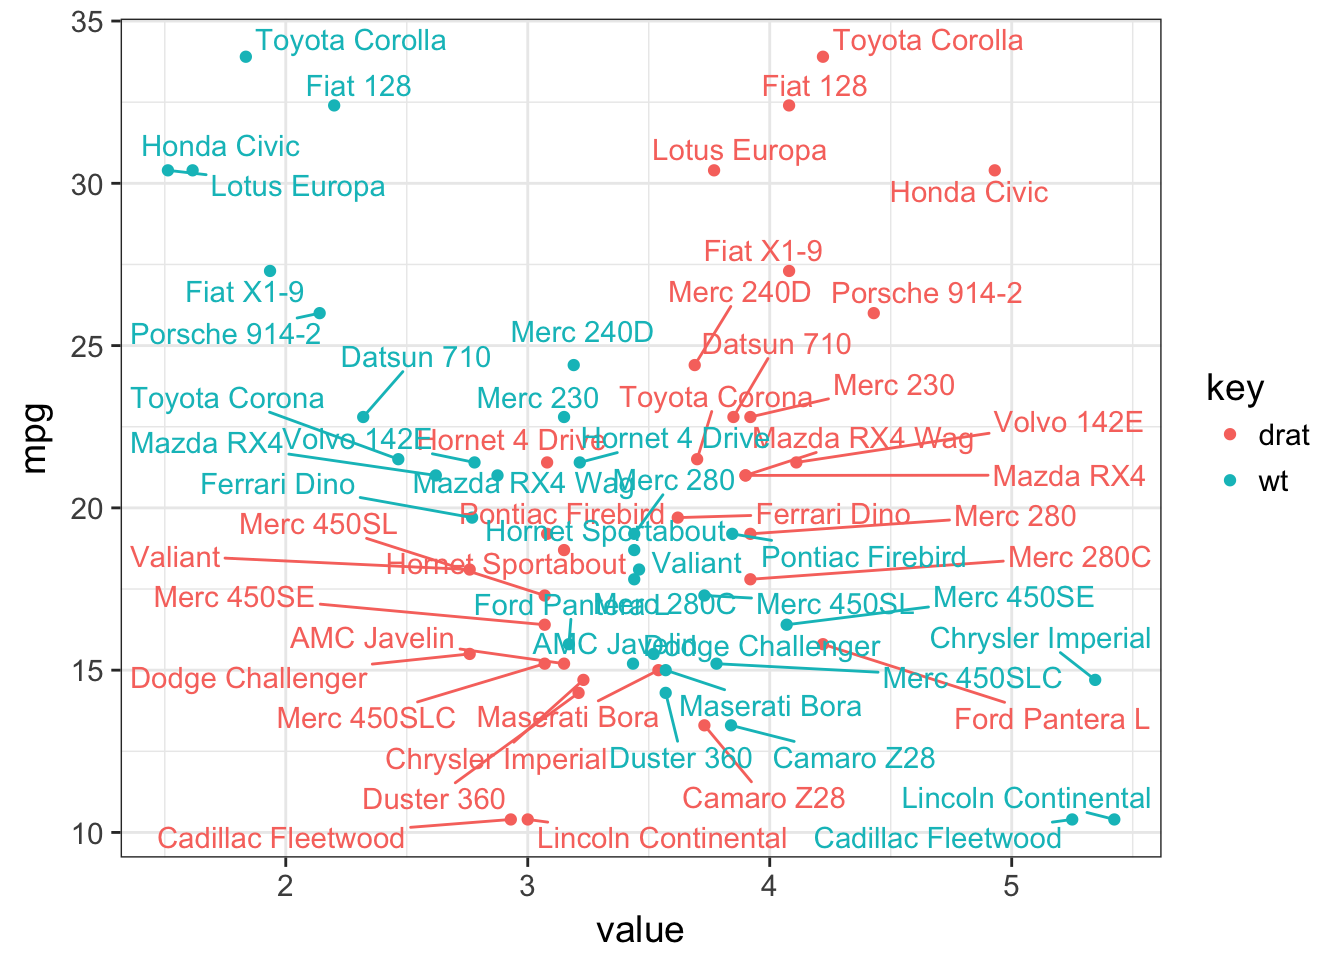 35
Toyota Corolla
Toyota Corolla
Fiat 128
Fiat 128
Honda Civic
Lotus Europa
30
Lotus Europa
Honda Civic
Fiat X1-9
Fiat X1-9
Merc 240D
Porsche 914-2
Porsche 914-2
Merc 240D
25
Datsun 710
Datsun 710
Toyota Corona
Merc 230
Toyota Corona
Merc 230
Volvo 142E
Mazda RX4
Volvo 142E
Hornet 4 Drive
Hornet 4 Drive
Mazda RX4 Wag
Mazda RX4
Ferrari Dino
Mazda RX4 Wag
Merc 280
20
Merc 450SL
Pontiac Firebird
Ferrari Dino
Merc 280
Hornet Sportabout
Valiant
Hornet Sportabout
Valiant
Pontiac Firebird
Merc 280C
Merc 450SE
Ford Pantera L
Merc 280C
Merc 450SL
Merc 450SE
AMC Javelin
AMC Javelin
Dodge Challenger
Chrysler Imperial
15
Dodge Challenger
Merc 450SLC
Merc 450SLC
Maserati Bora
Maserati Bora
Ford Pantera L
Chrysler Imperial
Duster 360
Camaro Z28
Duster 360
Camaro Z28
Lincoln Continental
10
Cadillac Fleetwood
Lincoln Continental
Cadillac Fleetwood
2
3
4
5
value
mpg
key
drat
wt